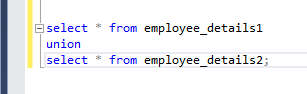 select * from employee_details1
union
select * from employee_details2;